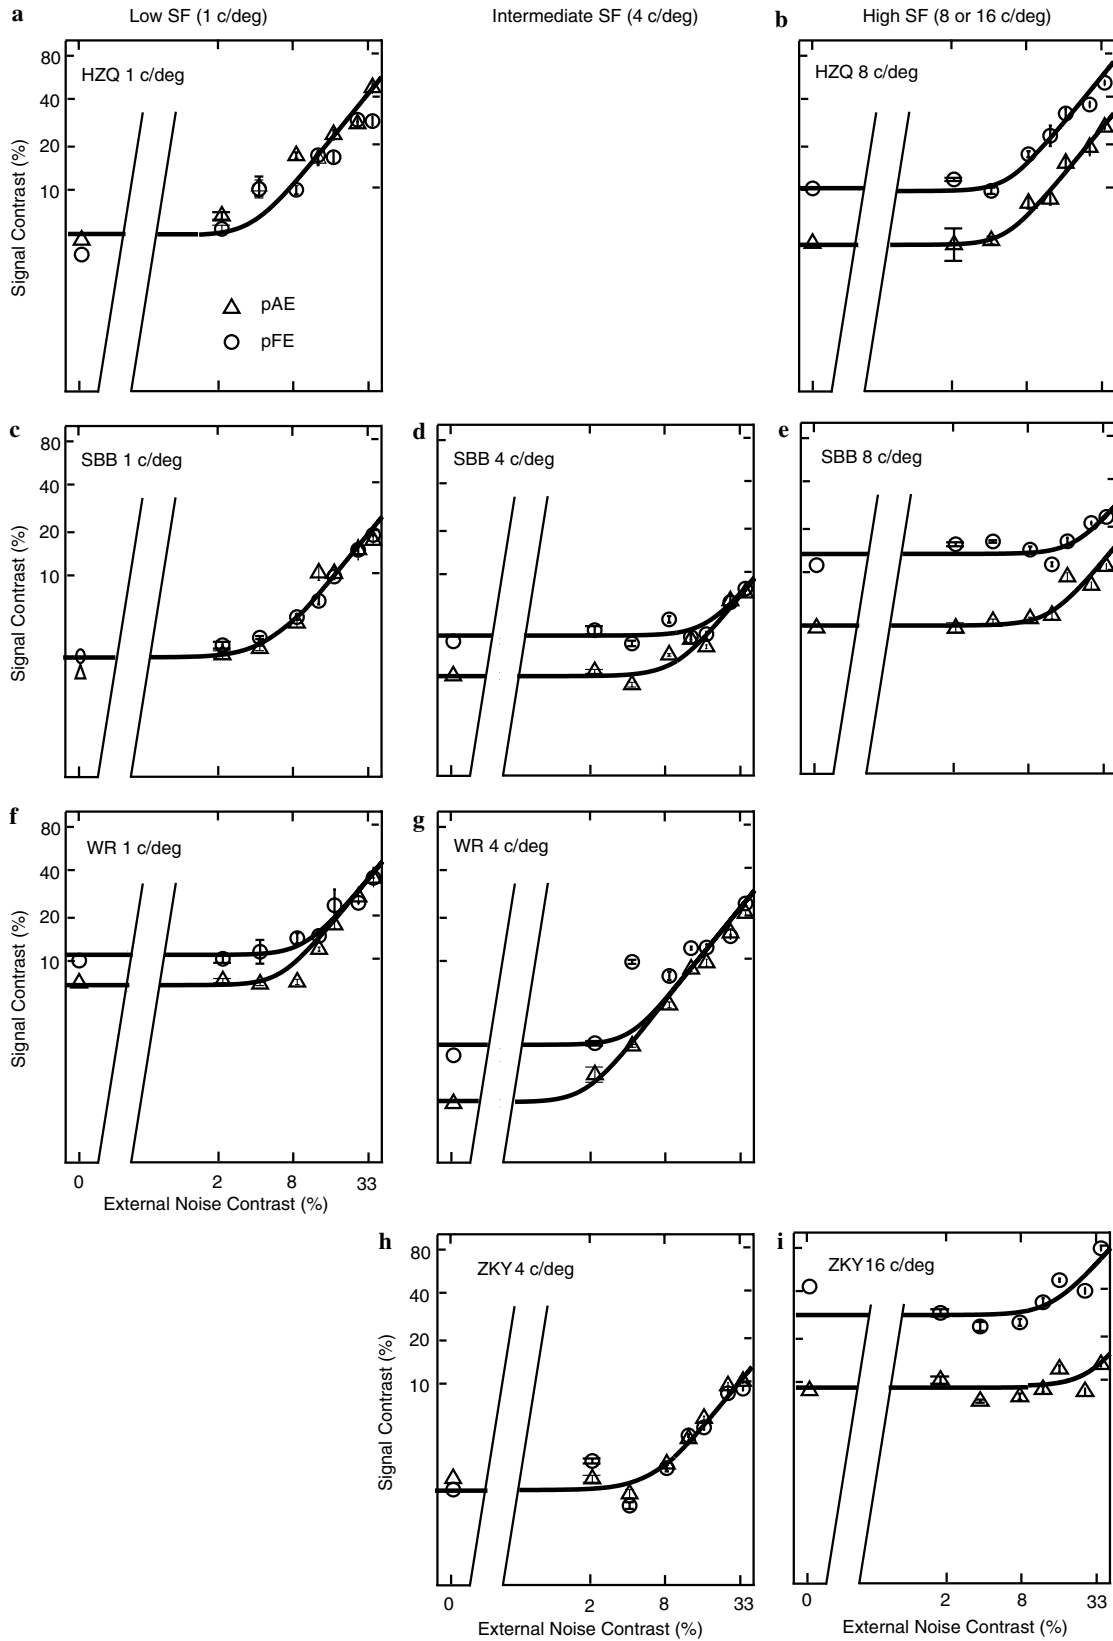 a
Low SF (1 c/deg)
Intermediate SF (4 c/deg)
b
High SF (8 or 16 c/deg)
80
40
20
10
Signal Contrast (%)
HZQ 1 c/deg
pAE
pFE
HZQ 8 c/deg
c
80
40
20
10
Signal Contrast (%)
SBB 1 c/deg
d
SBB 4 c/deg
e
SBB 8 c/deg
f
80
40
20
10
Signal Contrast (%)
WR 1 c/deg
0
2
8
33
External Noise Contrast (%)
g
WR 4 c/deg
h
80
40
20
10
Signal Contrast (%)
ZKY 4 c/deg
0
2
8
33
External Noise Contrast (%)
i
ZKY 16 c/deg
0
2
8
33
External Noise Contrast (%)